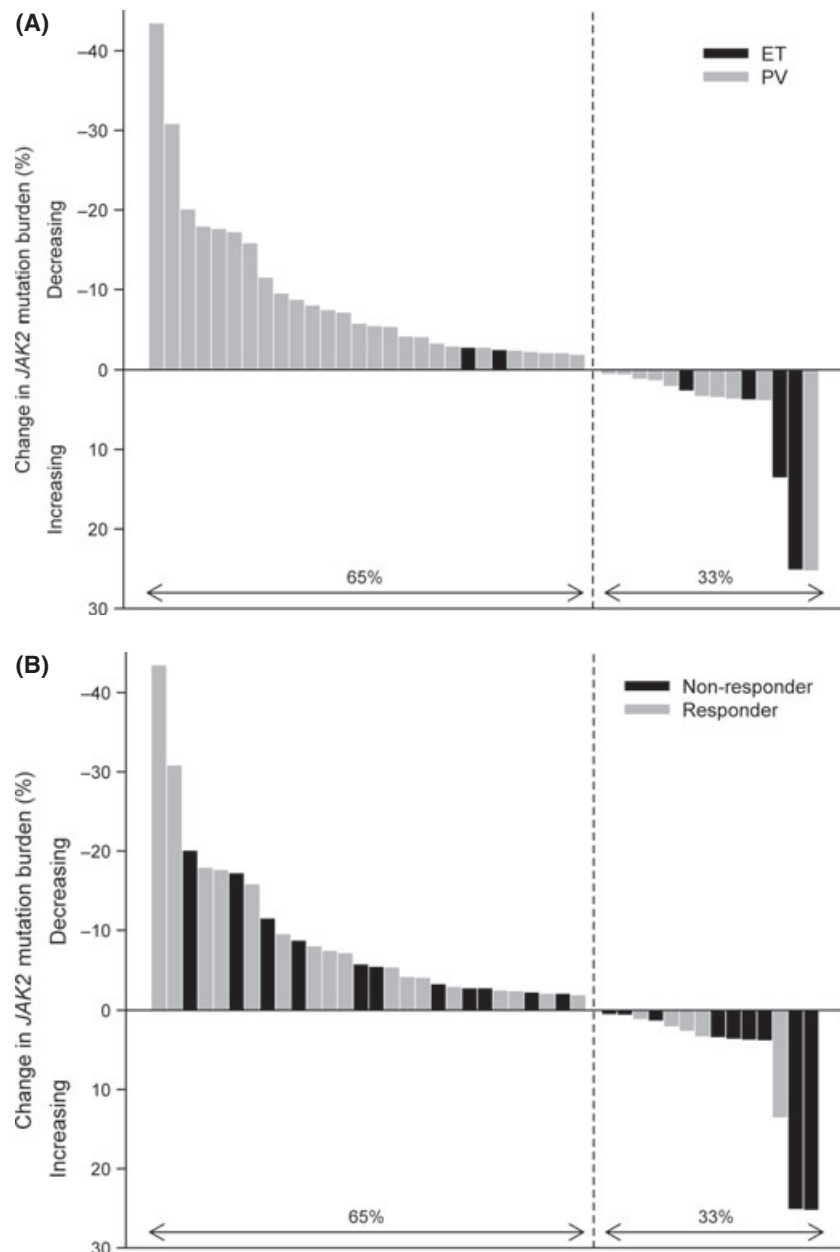 (A)
ET
PV
Change in JAK2 mutation burden (%)
Decreasing
Increasing
–40
–30
–20
–10
0
10
20
30
65%
33%
(B)
Non-responder
Responder
Change in JAK2 mutation burden (%)
Decreasing
Increasing
–40
–30
–20
–10
0
10
20
30
65%
33%